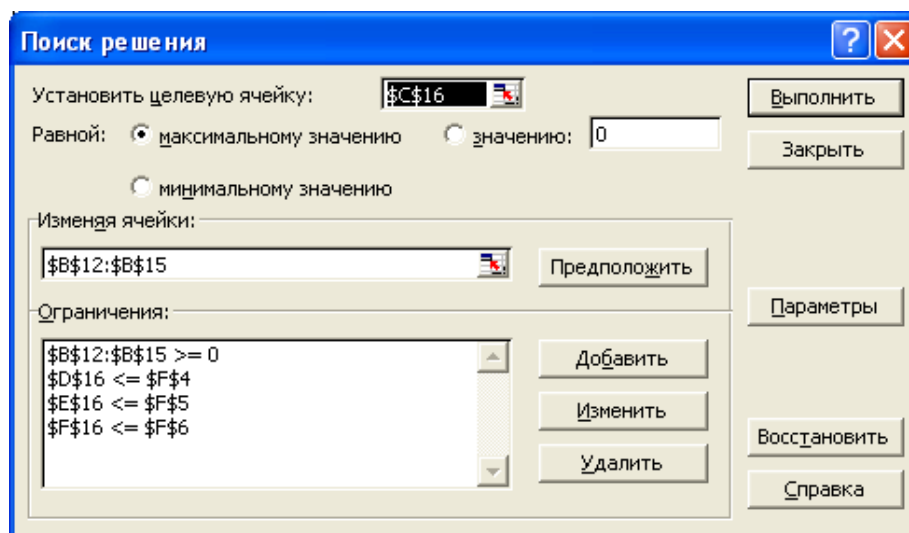 Поиск решения
Установить целевую ячейку: $C$16
Выполнить
Равной: максимальному значению значению: 0
Закрыть
минимальному значению
Изменяя ячейки:
$B$12:$B$15
Предположить
Ограничения:
Параметры
$B$12:$B$15 >= 0
$D$16 <= $F$4
$E$16 <= $F$5
$F$16 <= $F$6
Добавить
Изменить
Удалить
Восстановить
Справка